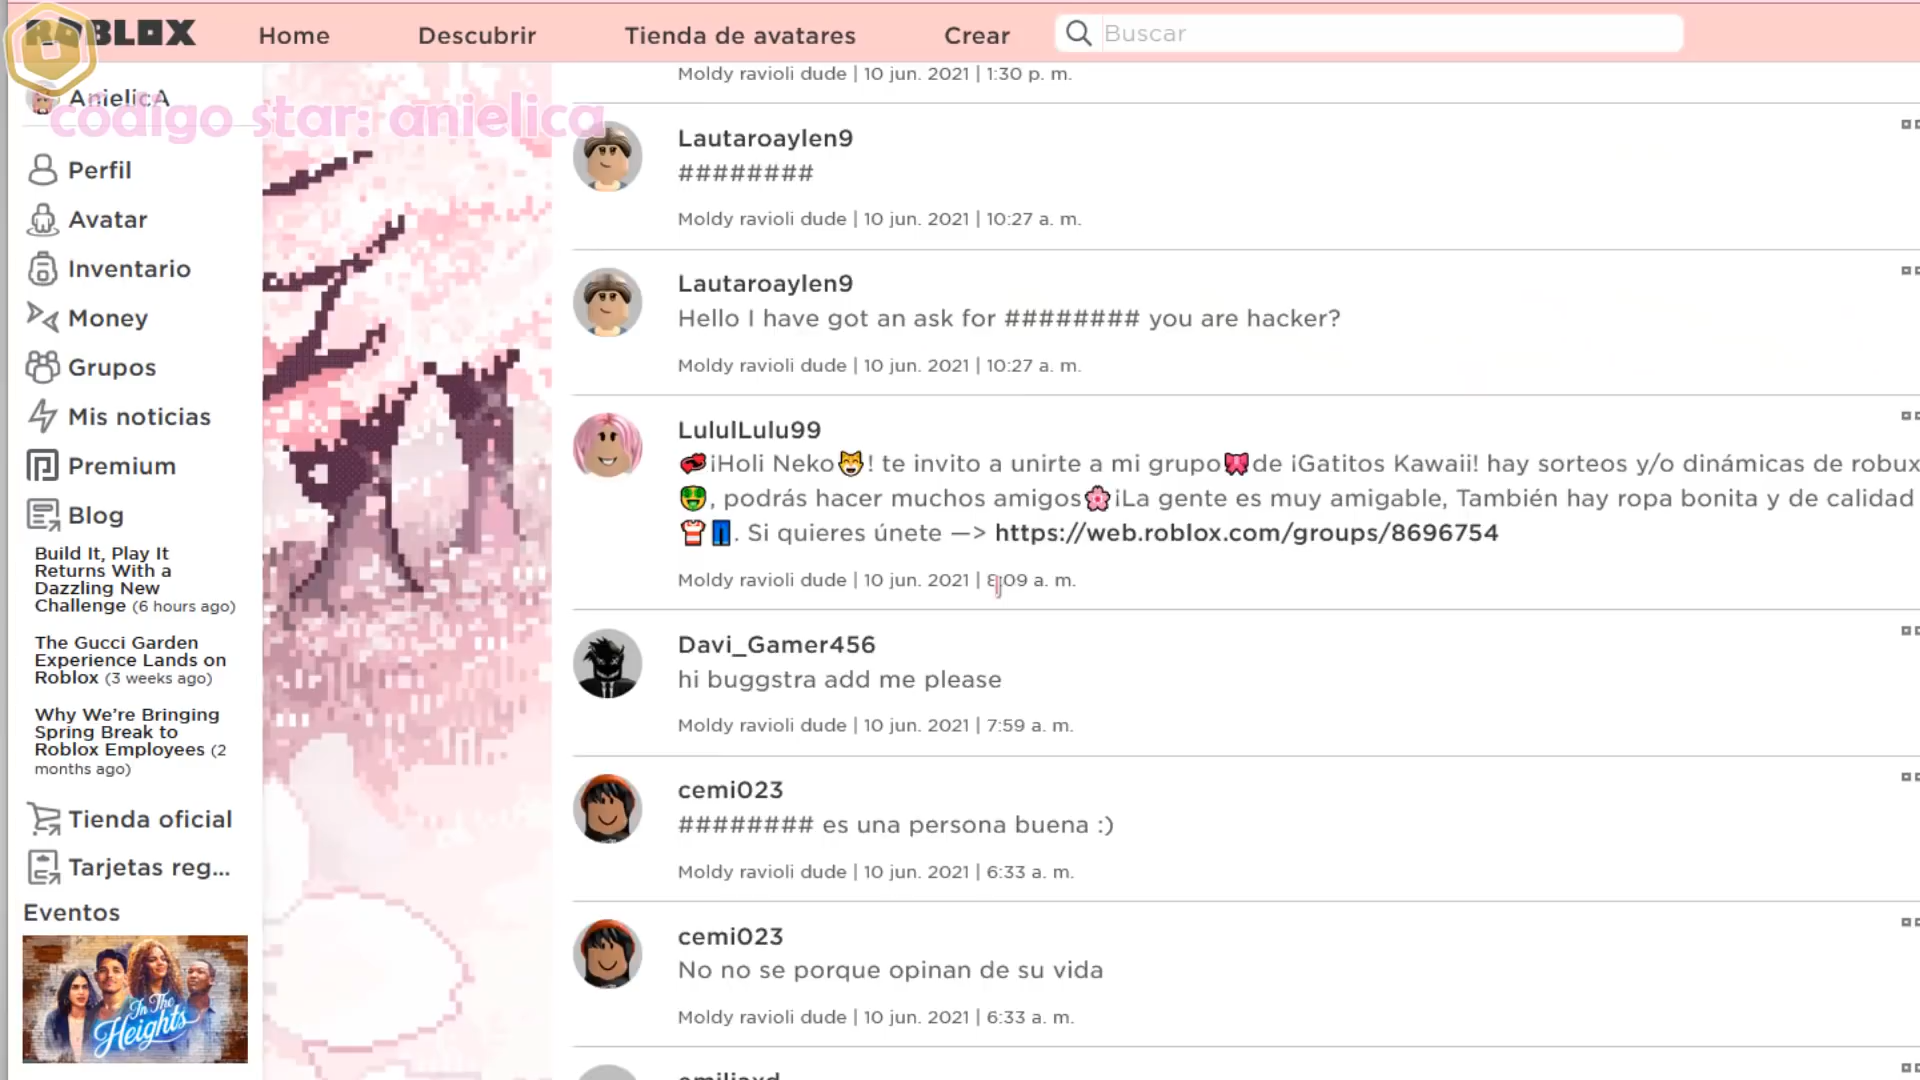 ROBLOX
Home
Descubrir
Tienda de avatares
Crear
Buscar
AnielicA
código star: anielica
Perfil
Avatar
Inventario
Money
Grupos
Mis noticias
Premium
Blog
Build It, Play It
Returns With a
Dazzling New
Challenge (6 hours ago)
The Gucci Garden
Experience Lands on
Roblox (3 weeks ago)
Why We're Bringing
Spring Break to
Roblox Employees (2
months ago)
Tienda oficial
Tarjetas reg...
Eventos
In The
Heights
Moldy ravioli dude | 10 jun. 2021 | 1:30 p. m.
Lautaroaylen9
########
Moldy ravioli dude | 10 jun. 2021 | 10:27 a. m.
Lautaroaylen9
Hello I have got an ask for ######## you are hacker?
Moldy ravioli dude | 10 jun. 2021 | 10:27 a. m.
LululLulu99
💞¡Holi Neko😸! te invito a unirte a mi grupo🎀de ¡Gatitos Kawaii! hay sorteos y/o dinámicas de robux
🤑, podrás hacer muchos amigos🌸¡La gente es muy amigable, También hay ropa bonita y de calidad
👕👖. Si quieres únete —> https://web.roblox.com/groups/8696754
Moldy ravioli dude | 10 jun. 2021 | 8:09 a. m.
Davi_Gamer456
hi buggstra add me please
Moldy ravioli dude | 10 jun. 2021 | 7:59 a. m.
cemi023
######## es una persona buena :)
Moldy ravioli dude | 10 jun. 2021 | 6:33 a. m.
cemi023
No no se porque opinan de su vida
Moldy ravioli dude | 10 jun. 2021 | 6:33 a. m.